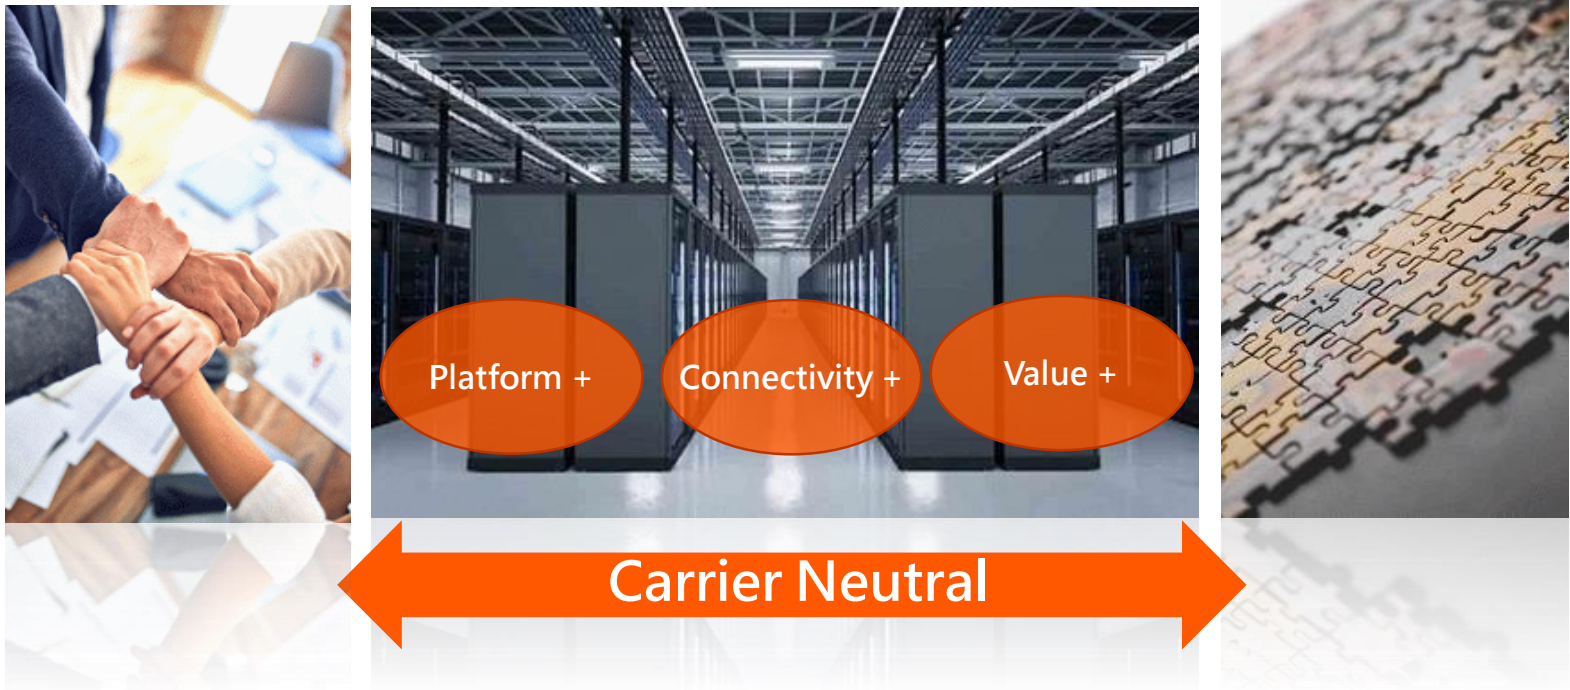 Platform +
Connectivity +
Value +
Carrier Neutral